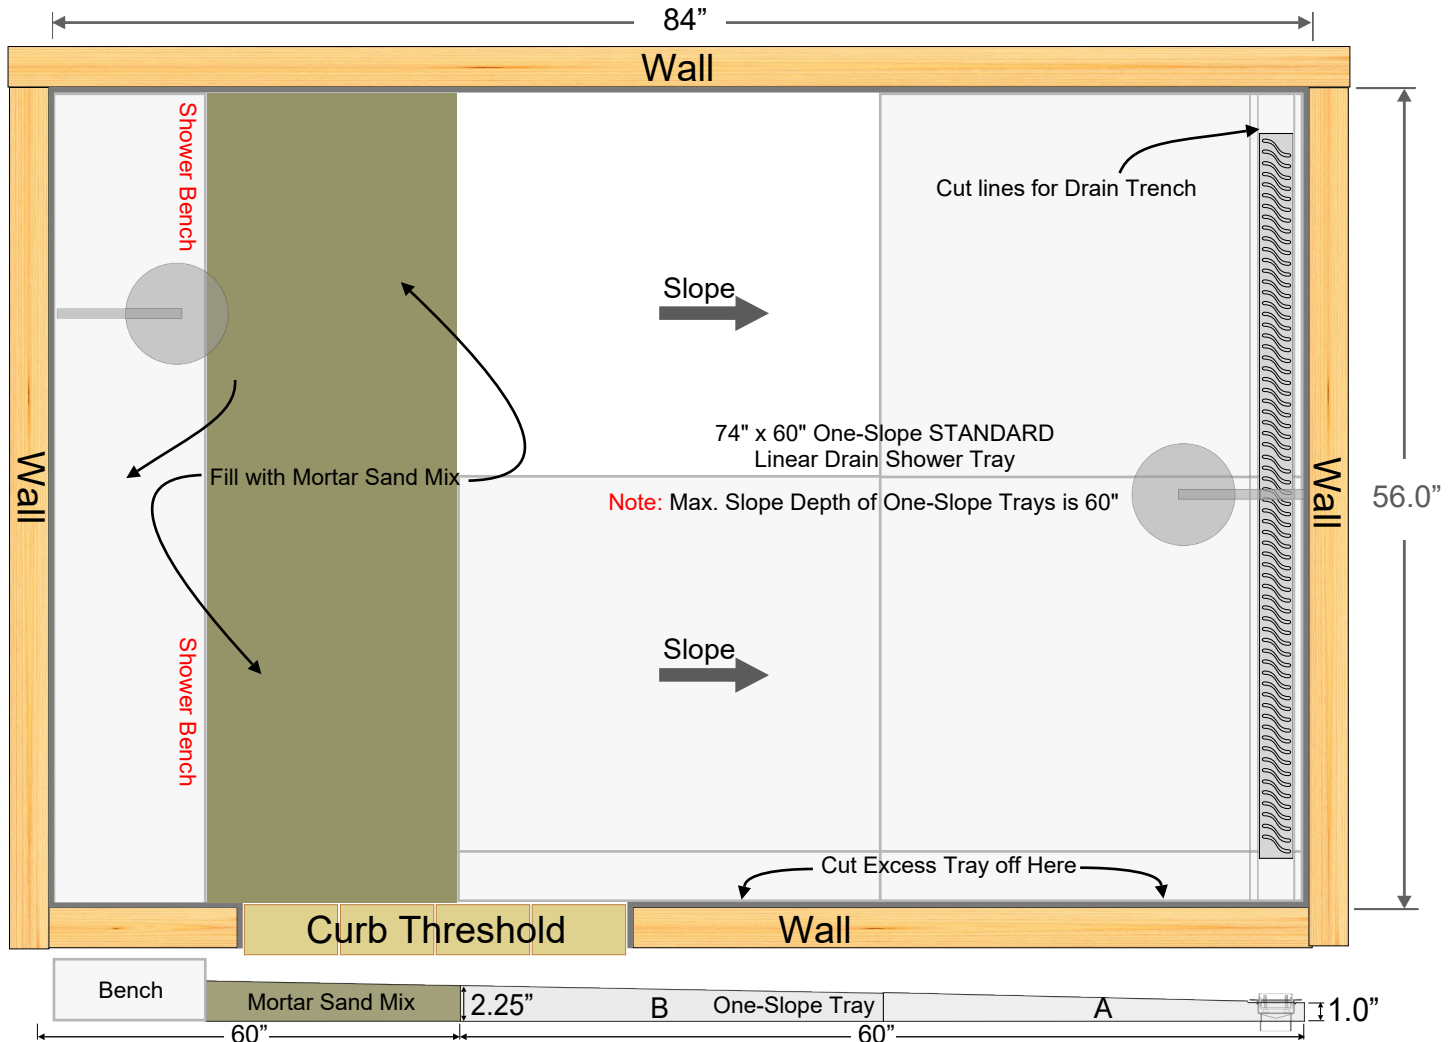 84”
Wall
Shower Bench
Cut lines for Drain Trench
Slope
74" x 60" One-Slope STANDARD
Linear Drain Shower Tray
Fill with Mortar Sand Mix
Note: Max. Slope Depth of One-Slope Trays is 60"
Wall
Wall
56.0”
Shower Bench
Slope
Cut Excess Tray off Here
Curb Threshold
Wall
Bench
Mortar Sand Mix
2.25”
B
One-Slope Tray
A
1.0”
60”
60”